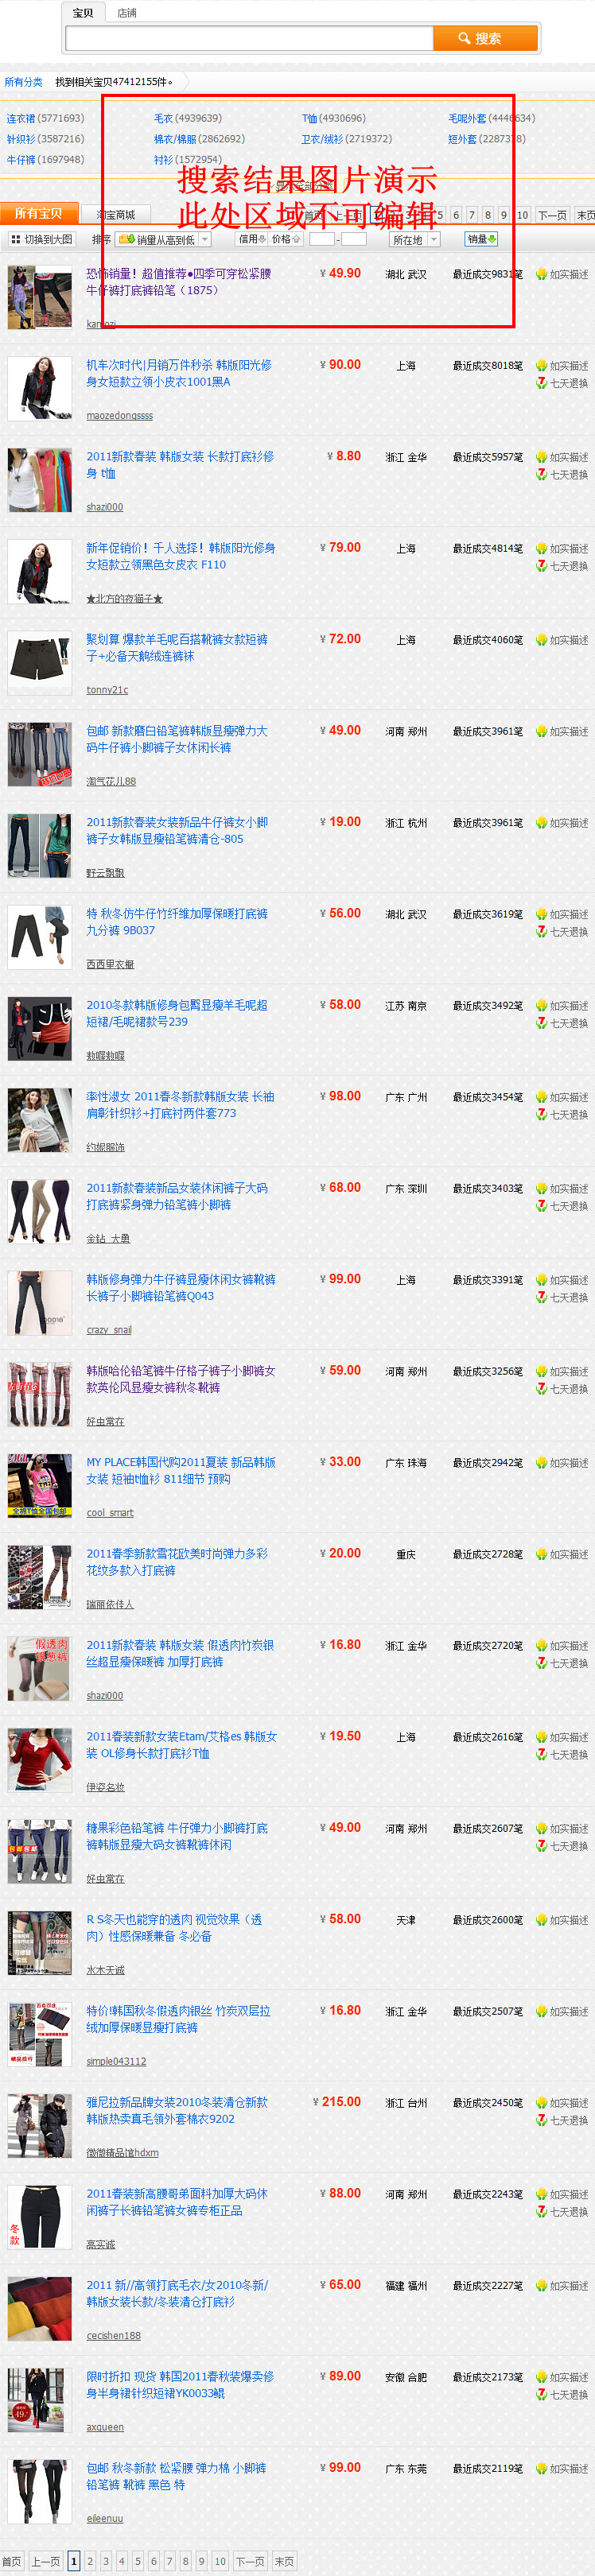 宝贝 店铺
搜索
所有分类 找到相关宝贝47412155件。
连衣裙(5771693) 毛衣(4939639) T恤(4930696) 毛呢外套(4446634)
针织衫(3587216) 棉衣/棉服(2862692) 卫衣/绒衫(2719372) 短外套(2287378)
牛仔裤(1697948) 衬衫(1572954)
搜索结果图片演示
此处区域不可编辑
所有宝贝 淘宝商城 首页 上一页 1 3 5 6 7 8 9 10 下一页 末页
切换到大图 排序 销量从高到低 信用 价格 - 所在地 销量
恐怖销量！超值推荐●四季可穿松紧腰 ¥ 49.90 湖北 武汉 最近成交9831笔 如实描述
牛仔裤打底裤铅笔（1875）
机车次时代|月销万件秒杀 韩版阳光修 ¥ 90.00 上海 最近成交8018笔 如实描述
身女短款立领小皮衣1001黑A 七天退换
maozedongssss
2011新款春装 韩版女装 长款打底衫修 ¥ 8.80 浙江 金华 最近成交5957笔 如实描述
身 t恤 七天退换
shazi000
新年促销价！千人选择！韩版阳光修身 ¥ 79.00 上海 最近成交4814笔 如实描述
女短款立领黑色女皮衣 F110 七天退换
★北方的夜猫子★
聚划算 爆款羊毛呢百搭靴裤女款短裤 ¥ 72.00 上海 最近成交4060笔 如实描述
子+必备天鹅绒连裤袜
tonny21c
包邮 新款磨白铅笔裤韩版显瘦弹力大 ¥ 49.00 河南 郑州 最近成交3961笔 如实描述
码牛仔裤小脚裤子女休闲长裤
淘气花儿88
2011新款春装女装新品牛仔裤女小脚 ¥ 19.00 浙江 杭州 最近成交3961笔 如实描述
裤子女韩版显瘦铅笔裤清仓-805
野云飘飘
特 秋冬仿牛仔竹纤维加厚保暖打底裤 ¥ 56.00 湖北 武汉 最近成交3619笔 如实描述
九分裤 9B037 七天退换
西西里衣橱
2010冬款韩版修身包臀显瘦羊毛呢超 ¥ 58.00 江苏 南京 最近成交3492笔 如实描述
短裙/毛呢裙款号239 七天退换
率性淑女 2011春冬新款韩版女装 长袖 ¥ 98.00 广东 广州 最近成交3454笔 如实描述
肩彰针织衫+打底衬两件套773 七天退换
约妮服饰
2011新款春装新品女装休闲裤子大码 ¥ 68.00 广东 深圳 最近成交3403笔 如实描述
打底裤紧身弹力铅笔裤小脚裤 七天退换
金钻_大勇
韩版修身弹力牛仔裤显瘦休闲女裤靴裤 ¥ 99.00 上海 最近成交3391笔 如实描述
长裤子小脚裤铅笔裤Q043 七天退换
crazy_snail
韩版哈伦铅笔裤牛仔格子裤子小脚裤女 ¥ 59.00 河南 郑州 最近成交3256笔 如实描述
款英伦风显瘦女裤秋冬靴裤 七天退换
好虫常在
MY PLACE韩国代购2011夏装 新品韩版 ¥ 33.00 广东 珠海 最近成交2942笔 如实描述
女装 短袖t恤衫 811细节 预购
cool_smart
2011春季新款雪花欧美时尚弹力多彩 ¥ 20.00 重庆 最近成交2728笔 如实描述
花纹多款入打底裤
瑞丽依佳人
2011新款春装 韩版女装 假透肉竹炭银 ¥ 16.80 浙江 金华 最近成交2720笔 如实描述
丝超显瘦保暖裤 加厚打底裤 七天退换
shazi000
2011春装新款女装Etam/艾格es 韩版女 ¥ 19.50 上海 最近成交2616笔 如实描述
装 OL修身长款打底衫T恤 七天退换
伊姿名妆
糖果彩色铅笔裤 牛仔弹力小脚裤打底 ¥ 49.00 河南 郑州 最近成交2607笔 如实描述
裤韩版显瘦大码女裤靴裤休闲 七天退换
好虫常在
R S冬天也能穿的透肉 视觉效果（透 ¥ 58.00 天津 最近成交2600笔 如实描述
肉）性感保暖兼备 冬必备
水木天诚
特价!韩国秋冬假透肉银丝 竹炭双层拉 ¥ 16.80 浙江 金华 最近成交2507笔 如实描述
绒加厚保暖显瘦打底裤
simple043112
雅尼拉新品牌女装2010冬装清仓新款 ¥ 215.00 浙江 台州 最近成交2450笔 如实描述
韩版热卖真毛领外套棉衣9202 七天退换
微微精品馆hdxm
2011春装新高腰哥弟面料加厚大码休 ¥ 88.00 河南 郑州 最近成交2243笔 如实描述
闲裤子长裤铅笔裤女裤专柜正品 七天退换
高实诚
2011 新//高领打底毛衣/女2010冬新/ ¥ 65.00 福建 福州 最近成交2227笔 如实描述
韩版女装长款/冬装清仓打底衫
cecishen188
限时折扣 现货 韩国2011春秋装爆卖修 ¥ 89.00 安徽 合肥 最近成交2173笔 如实描述
身半身裙针织短裙YK0033鲲 七天退换
axqueen
包邮 秋冬新款 松紧腰 弹力棉 小脚裤 ¥ 99.00 广东 东莞 最近成交2119笔 如实描述
铅笔裤 靴裤 黑色 特
eileenuu
首页 上一页 1 2 3 4 5 6 7 8 9 10 下一页 末页